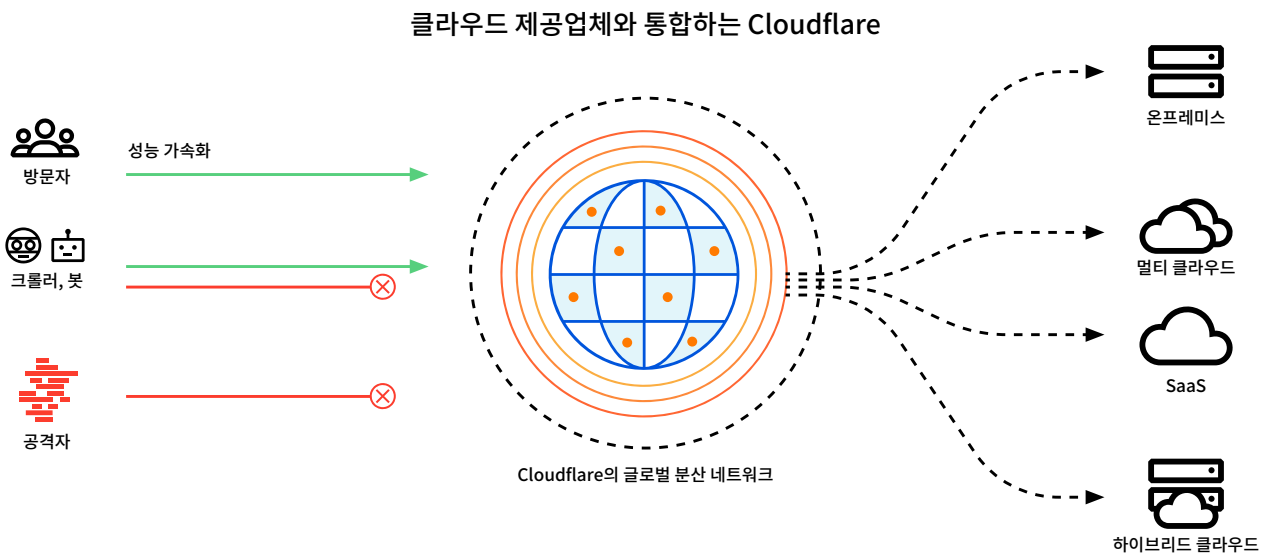 클라우드 제공업체와 통합하는 Cloudflare
방문자
성능 가속화
크롤러, 봇
공격자
Cloudflare의 글로벌 분산 네트워크
온프레미스
멀티 클라우드
SaaS
하이브리드 클라우드